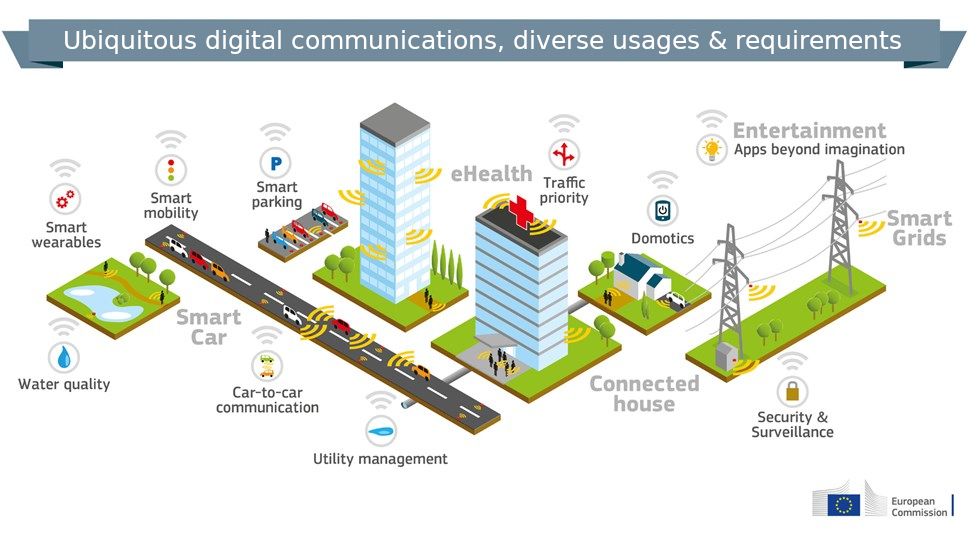 Ubiquitous digital communications, diverse usages & requirements
Entertainment
Apps beyond imagination
eHealth
Traffic
priority
Smart
parking
P
Smart
mobility
Smart
wearables
Domotics
Smart
Grids
Smart
Car
Water quality
Car-to-car
communication
Connected
house
Security &
Surveillance
Utility management
European
Commission